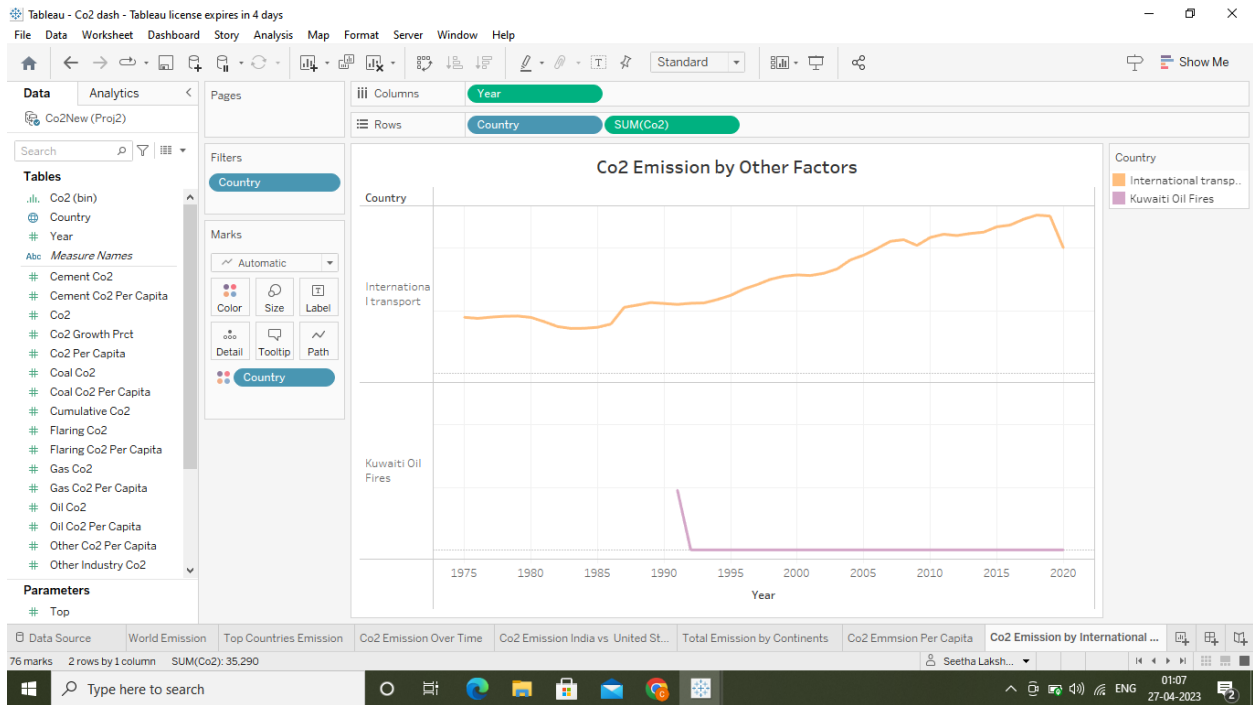 Tableau - Co2 dash - Tableau license expires in 4 days
File Data Worksheet Dashboard Story Analysis Map Format Server Window Help
Standard
Show Me
Data Analytics
Co2New (Proj2)
Search
Tables
Co2 (bin)
Country
Year
Abc Measure Names
Cement Co2
Cement Co2 Per Capita
Co2
Co2 Growth Prct
Co2 Per Capita
Coal Co2
Coal Co2 Per Capita
Cumulative Co2
Flaring Co2
Flaring Co2 Per Capita
Gas Co2
Gas Co2 Per Capita
Oil Co2
Oil Co2 Per Capita
Other Co2 Per Capita
Other Industry Co2
Parameters
Top
Pages
Filters
Country
Marks
Automatic
Color Size Label
Detail Tooltip Path
Country
Columns Year
Rows Country SUM(Co2)
Co2 Emission by Other Factors
Country
Internationa
l transport
Kuwaiti Oil
Fires
1975 1980 1985 1990 1995 2000 2005 2010 2015 2020
Year
Country
International transp..
Kuwaiti Oil Fires
Data Source World Emission Top Countries Emission Co2 Emission Over Time Co2 Emission India vs United St... Total Emission by Continents Co2 Emmsion Per Capita Co2 Emission by International ...
76 marks 2 rows by 1 column SUM(Co2): 35,290 Seetha Laksh...
Type here to search
ENG
01:07
27-04-2023
2